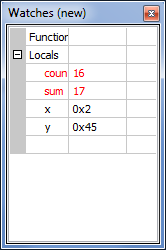 Watches (new)
Function
Locals
coun 16
sum 17
x 0x2
y 0x45